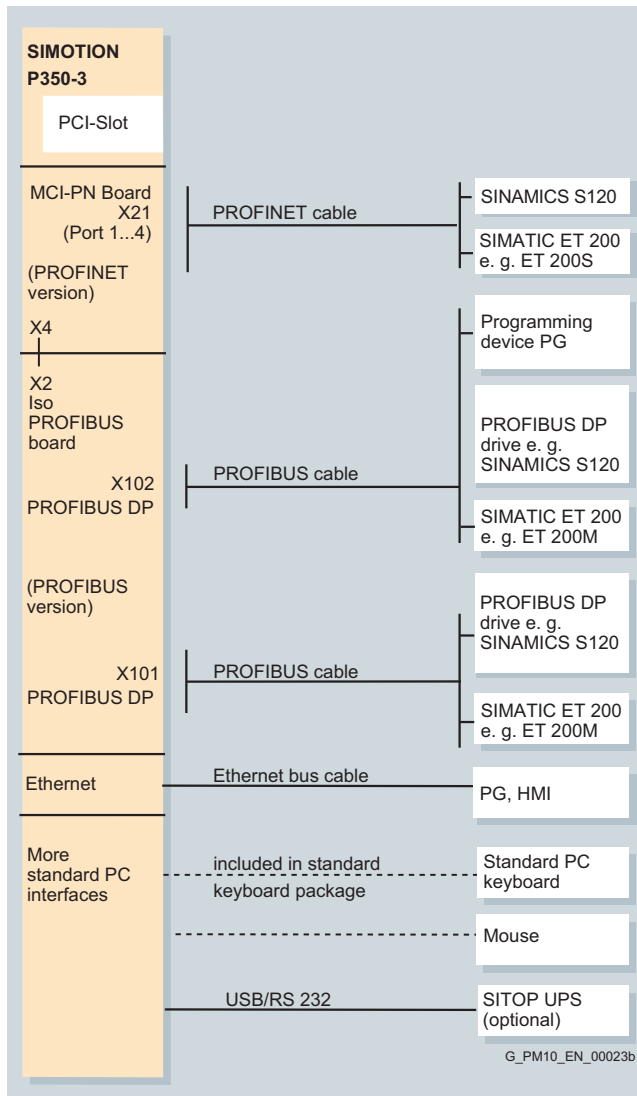 SIMOTION
P350-3
PCI-Slot
MCI-PN Board
X21
(Port 1...4)
(PROFINET
version)
X4
PROFINET cable
SINAMICS S120
SIMATIC ET 200
e. g. ET 200S
X2
Iso
PROFIBUS
board
X102
PROFIBUS DP
PROFIBUS cable
Programming
device PG
PROFIBUS DP
drive e. g.
SINAMICS S120
SIMATIC ET 200
e. g. ET 200M
(PROFIBUS
version)
X101
PROFIBUS DP
PROFIBUS cable
PROFIBUS DP
drive e. g.
SINAMICS S120
SIMATIC ET 200
e. g. ET 200M
Ethernet
Ethernet bus cable
PG, HMI
More
standard PC
interfaces
included in standard
keyboard package
Standard PC
keyboard
Mouse
USB/RS 232
SITOP UPS
(optional)
G_PM10_EN_00023b